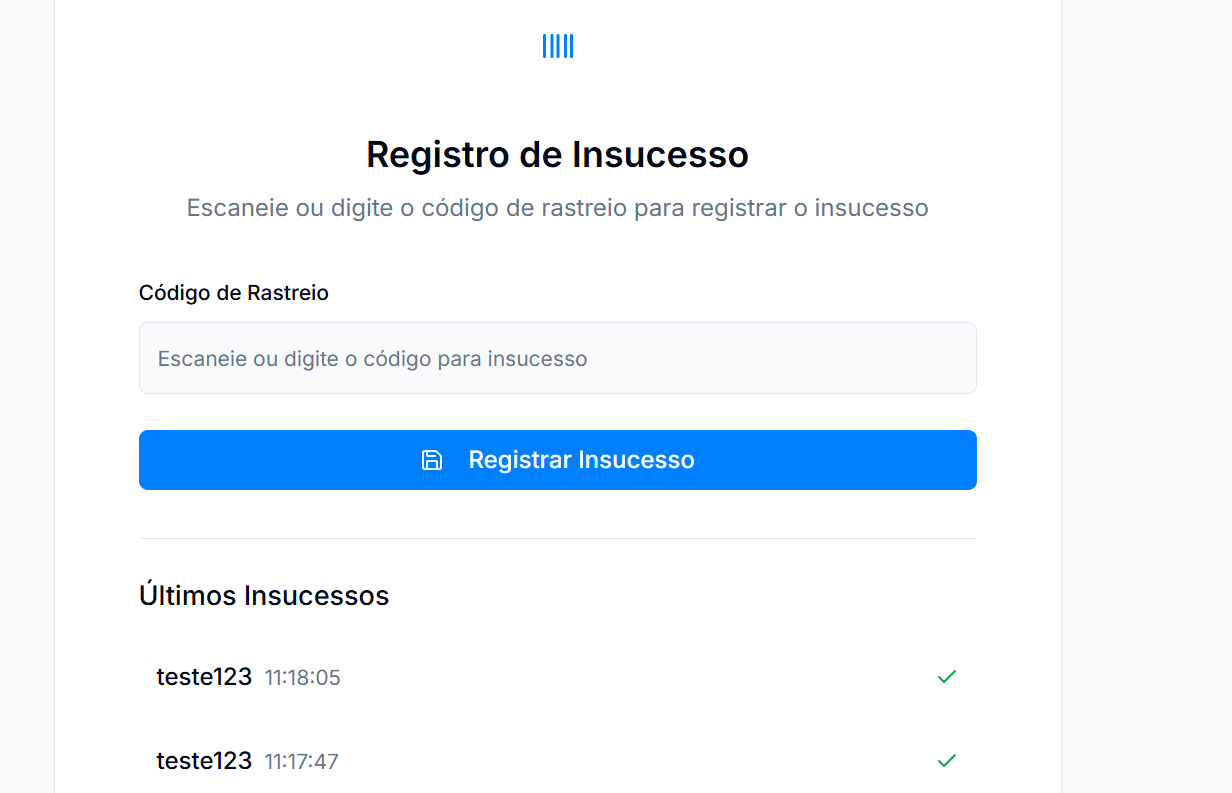 Registro de Insucesso
Escaneie ou digite o código de rastreio para registrar o insucesso
Código de Rastreio
Escaneie ou digite o código para insucesso
Registrar Insucesso
Últimos Insucessos
teste123 11:18:05
teste123 11:17:47